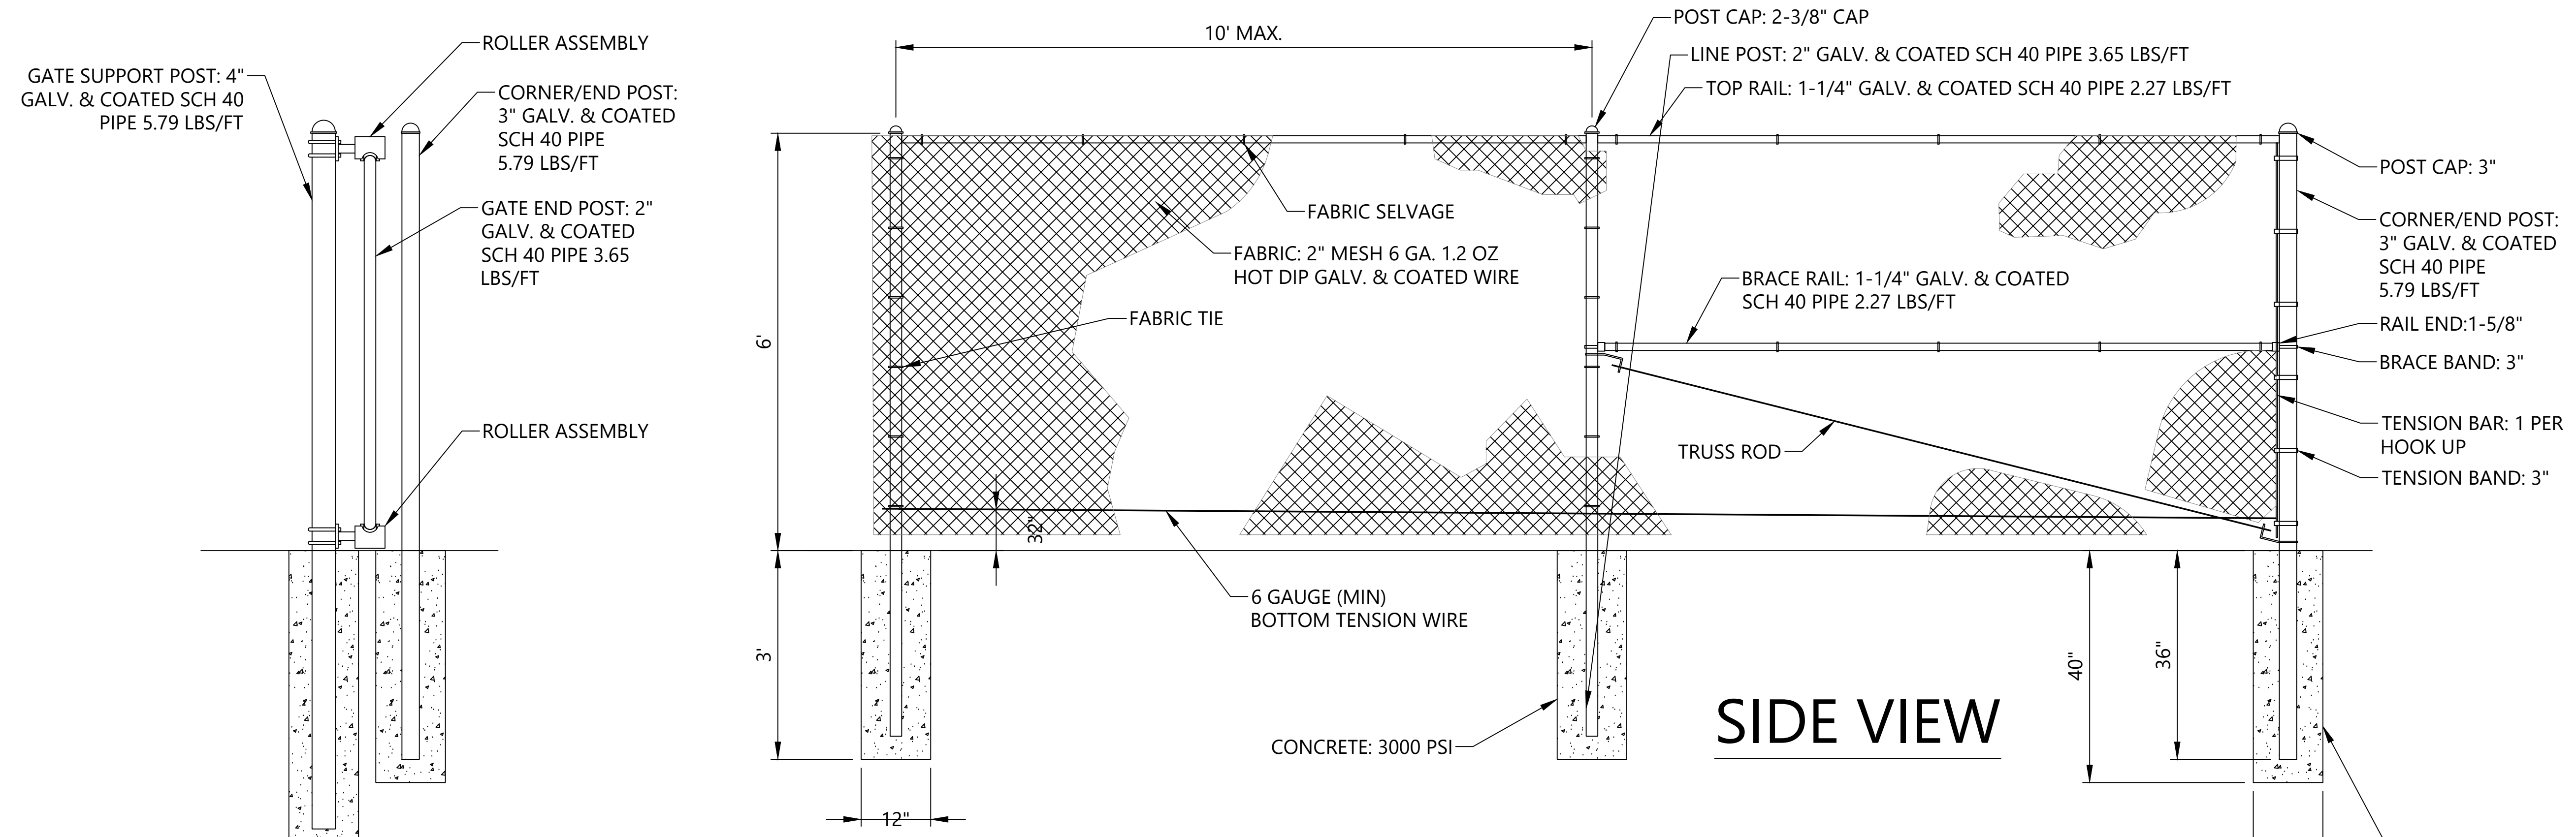 ROLLER ASSEMBLY
GATE SUPPORT POST: 4"
GALV. & COATED SCH 40
PIPE 5.79 LBS/FT
CORNER/END POST:
3" GALV. & COATED
SCH 40 PIPE
5.79 LBS/FT
GATE END POST: 2"
GALV. & COATED
SCH 40 PIPE 3.65
LBS/FT
ROLLER ASSEMBLY
10' MAX.
POST CAP: 2-3/8" CAP
LINE POST: 2" GALV. & COATED SCH 40 PIPE 3.65 LBS/FT
TOP RAIL: 1-1/4" GALV. & COATED SCH 40 PIPE 2.27 LBS/FT
POST CAP: 3"
FABRIC SELVAGE
CORNER/END POST:
3" GALV. & COATED
SCH 40 PIPE
5.79 LBS/FT
FABRIC: 2" MESH 6 GA. 1.2 OZ
HOT DIP GALV. & COATED WIRE
BRACE RAIL: 1-1/4" GALV. & COATED
SCH 40 PIPE 2.27 LBS/FT
FABRIC TIE
RAIL END:1-5/8"
6'
BRACE BAND: 3"
TENSION BAR: 1 PER
HOOK UP
TRUSS ROD
TENSION BAND: 3"
32"
6 GAUGE (MIN)
BOTTOM TENSION WIRE
3'
40"
36"
SIDE VIEW
CONCRETE: 3000 PSI
12"